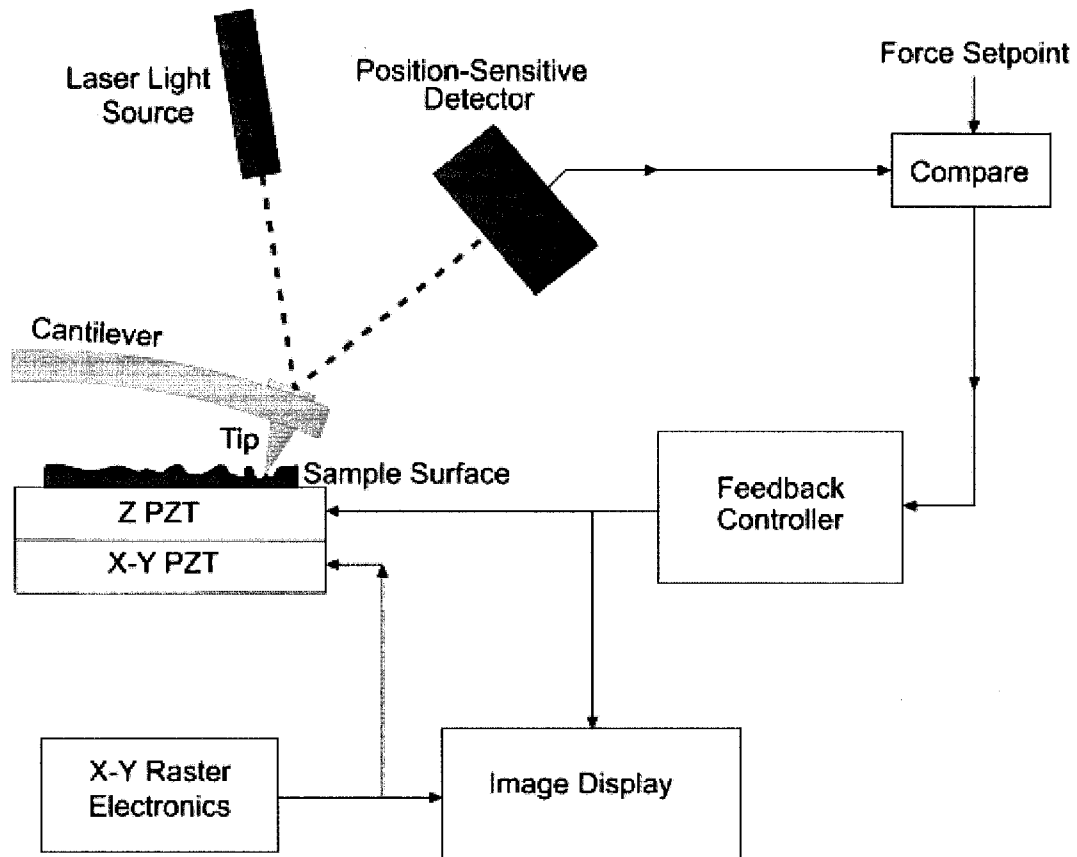 Laser Light
Source
Position-Sensitive
Detector
Force Setpoint
Compare
Cantilever
Tip
Sample Surface
Z PZT
X-Y PZT
Feedback
Controller
X-Y Raster
Electronics
Image Display